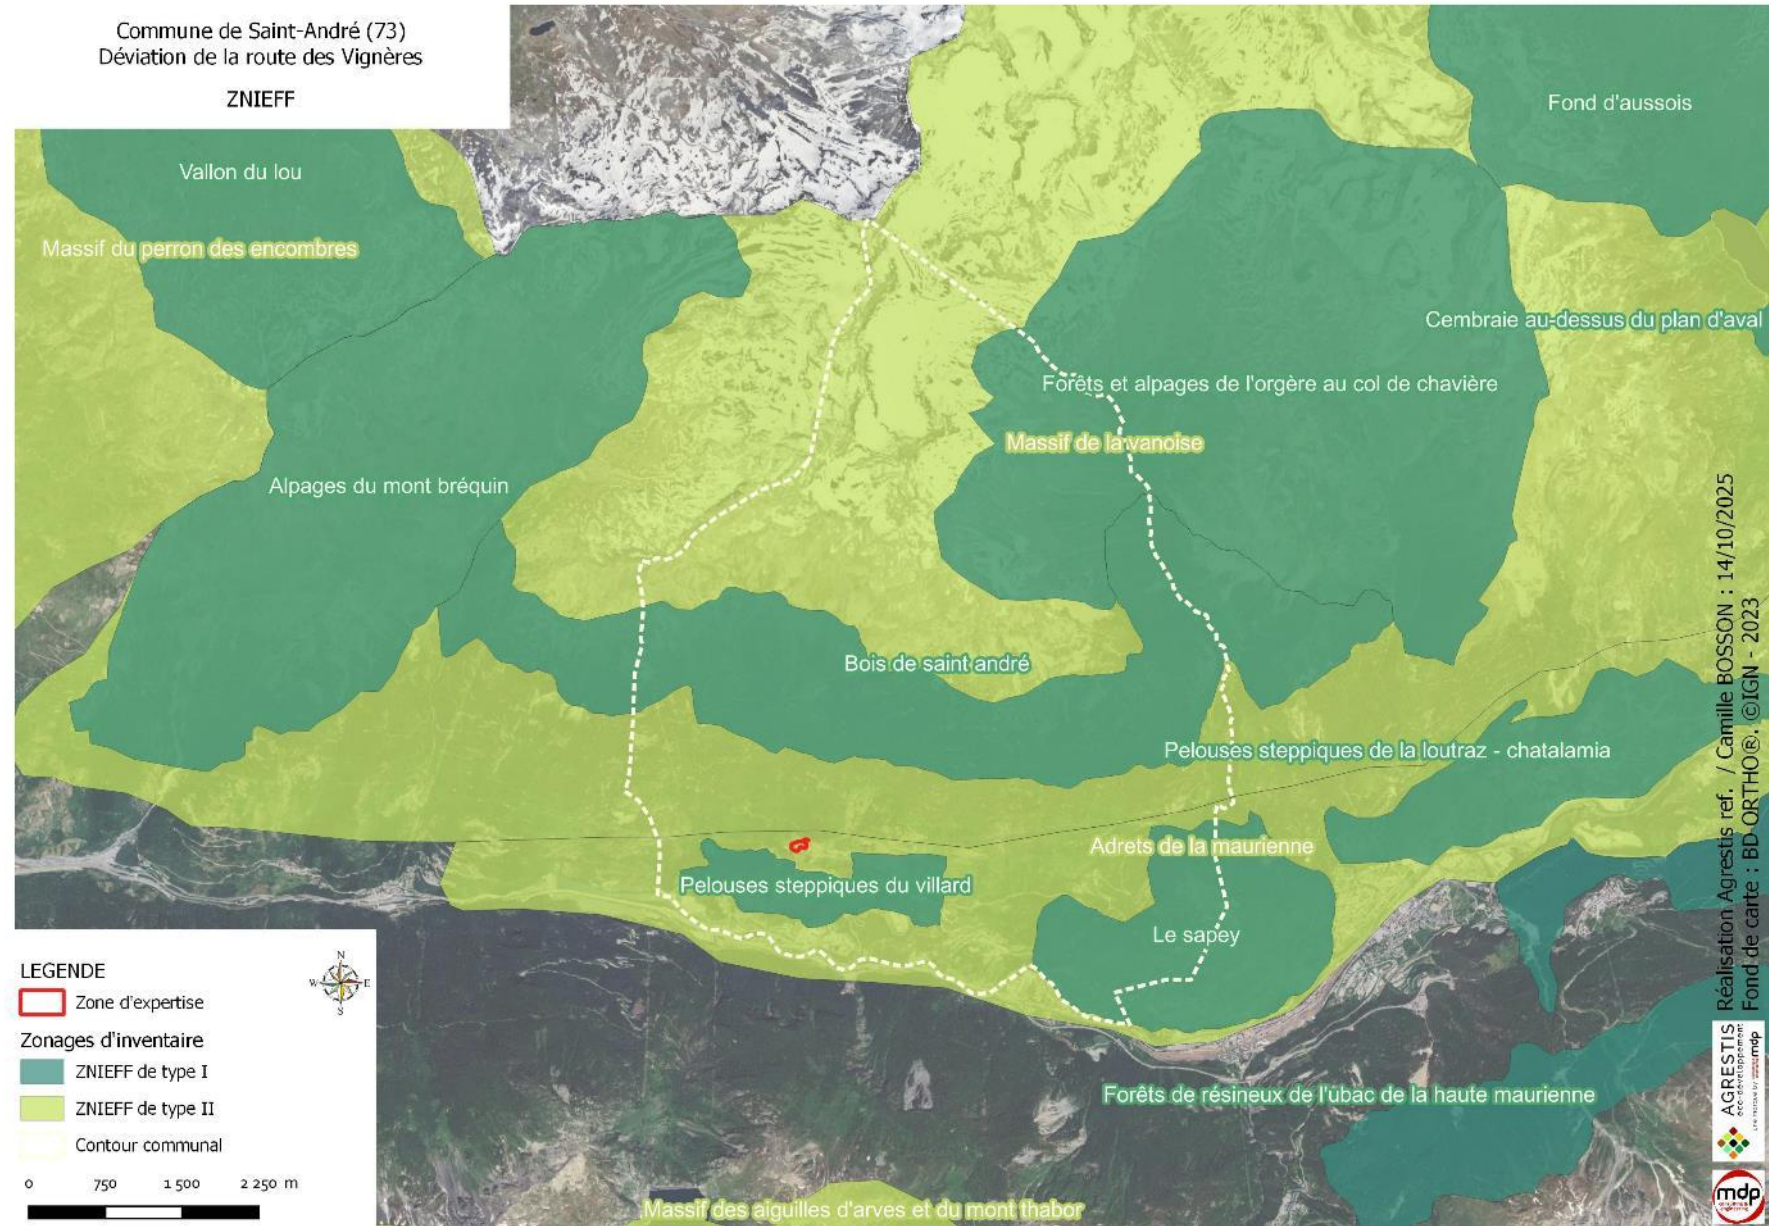 Commune de Saint-André (73)
Déviation de la route des Vignères
ZNIEFF
Fond d'aussois
Vallon du lou
Massif du perron des encombres
Cembraie au-dessus du plan d'aval
Forêts et alpages de l'orgère au col de chavière
Massif de la vanoise
Alpages du mont bréquin
Bois de saint andré
Pelouses steppiques de la loutraz - chatalamia
Adrets de la maurienne
Pelouses steppiques du villard
Le sapey
Forêts de résineux de l'ubac de la haute maurienne
Massif des aiguilles d'arves et du mont thabor
LEGENDE
N
W E
S
Zone d'expertise
Zonages d'inventaire
ZNIEFF de type I
ZNIEFF de type II
Contour communal
0 750 1 500 2 250 m
Réalisation Agrestis ref. / Camille BOSSON : 14/10/2025
Fond de carte : BD-ORTHO®. ©IGN - 2023
AGRESTIS
éco-développement
mdp
mdp